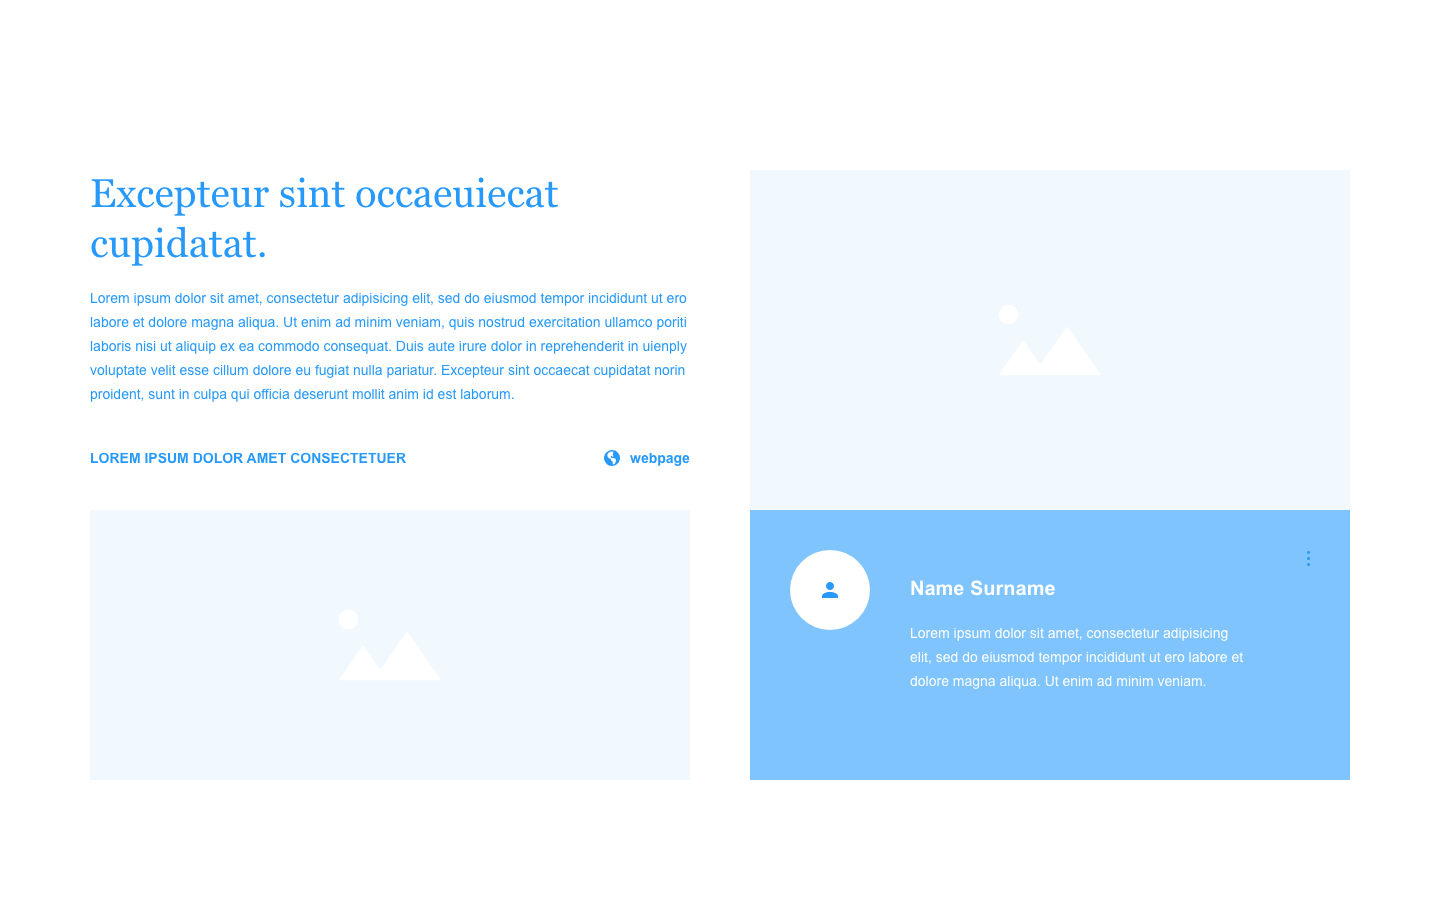 Excepteur sint occaeuiecat
cupidatat.
Lorem ipsum dolor sit amet, consectetur adipisicing elit, sed do eiusmod tempor incididunt ut ero
labore et dolore magna aliqua. Ut enim ad minim veniam, quis nostrud exercitation ullamco poriti
laboris nisi ut aliquip ex ea commodo consequat. Duis aute irure dolor in reprehenderit in uienply
voluptate velit esse cillum dolore eu fugiat nulla pariatur. Excepteur sint occaecat cupidatat norin
proident, sunt in culpa qui officia deserunt mollit anim id est laborum.
LOREM IPSUM DOLOR AMET CONSECTETUER
webpage
Name Surname
Lorem ipsum dolor sit amet, consectetur adipisicing
elit, sed do eiusmod tempor incididunt ut ero labore et
dolore magna aliqua. Ut enim ad minim veniam.